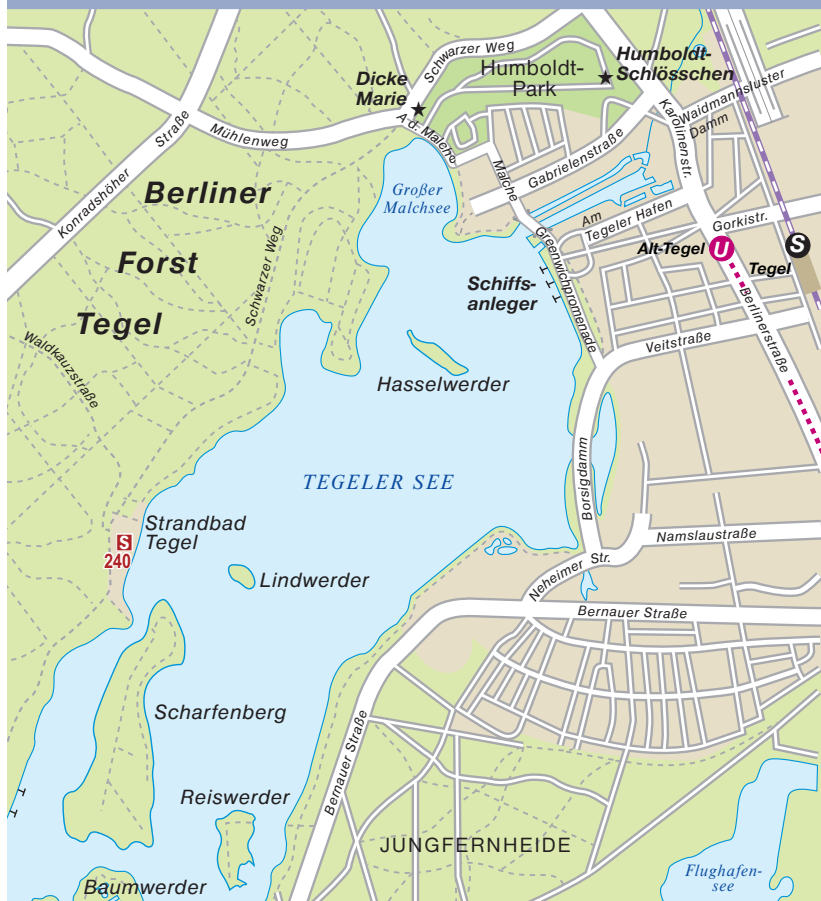 Schwarzer Weg
Humboldt-
Park
Humboldt-
Schlösschen
Dicke
Marie
A.d. Malche
Mühlenweg
Konradshöher
Straße
Berliner
Forst
Tegel
Großer
Malchsee
Malche
Gabrielenstraße
Karolinenstr.
Waidmannsluster
Damm
Am
Tegeler Hafen
Gorkistr.
Alt-Tegel
U
S
Tegel
Greenwichpromenade
Schiffs-
anleger
Berlinerstraße
Veitstraße
Schwarzer Weg
Waldkauzstraße
Hasselwerder
TEGELER SEE
Borsigdamm
Strandbad
Tegel
S
240
Lindwerder
Namslaustraße
Neheimer Str.
Bernauer Straße
Scharfenberg
Bernauer Straße
Reiswerder
JUNGFERNHEIDE
Baumwerder
Flughafen-
see